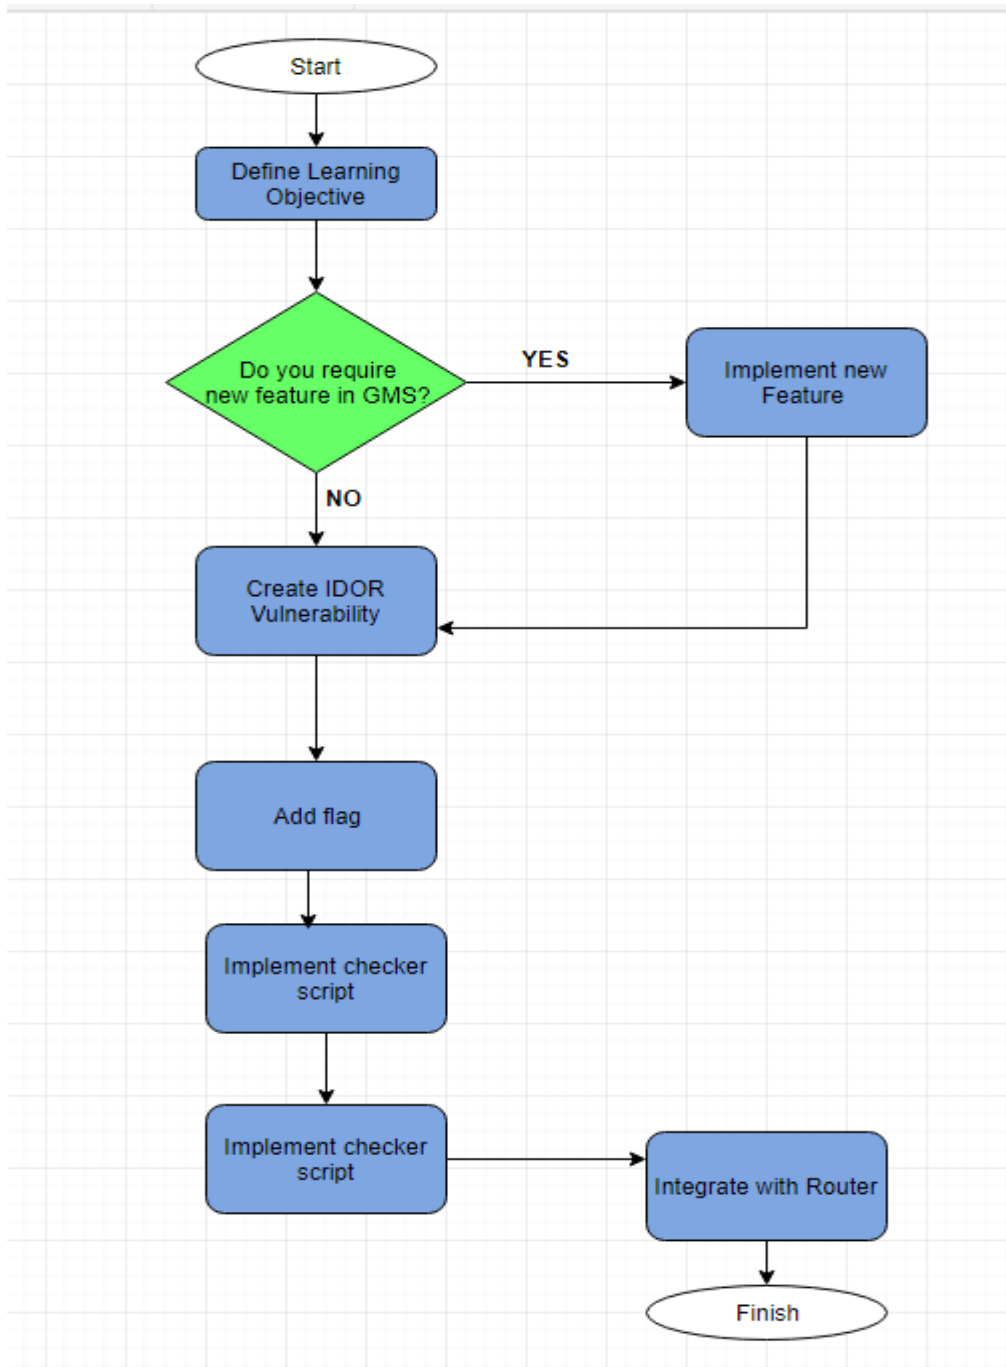 Start
Define Learning
Objective
Do you require
new feature in GMS?
YES
Implement new
Feature
NO
Create IDOR
Vulnerability
Add flag
Implement checker
script
Implement checker
script
Integrate with Router
Finish